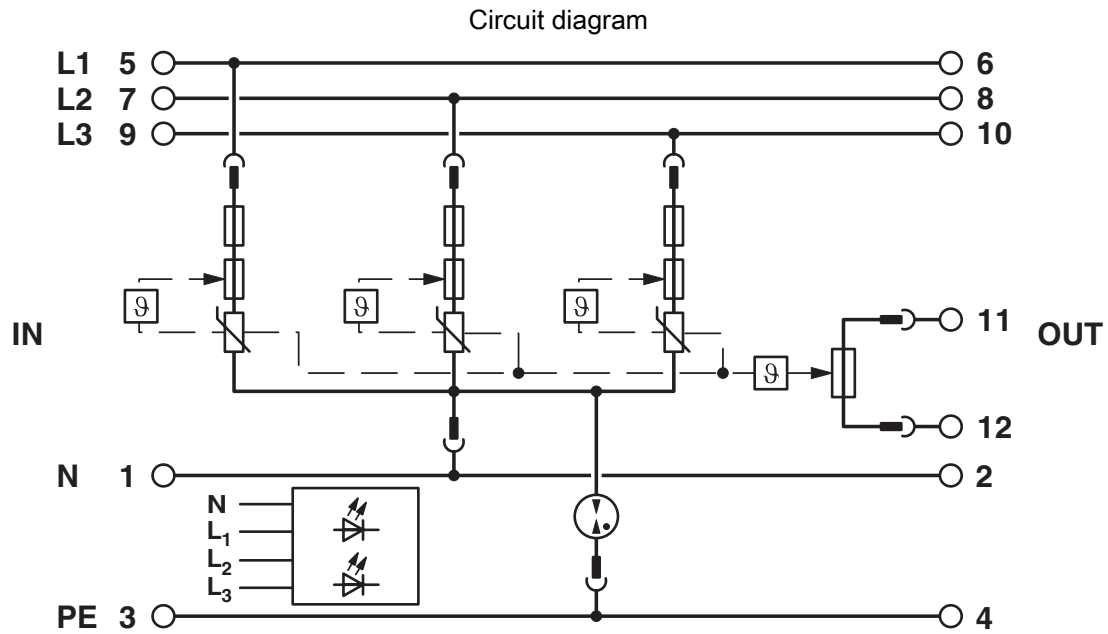 Circuit diagram
L1 5 6
L2 7 8
L3 9 10
ϑ ϑ ϑ
11
IN OUT
ϑ
12
N 1 2
N
L₁
L₂
L₃
PE 3 4